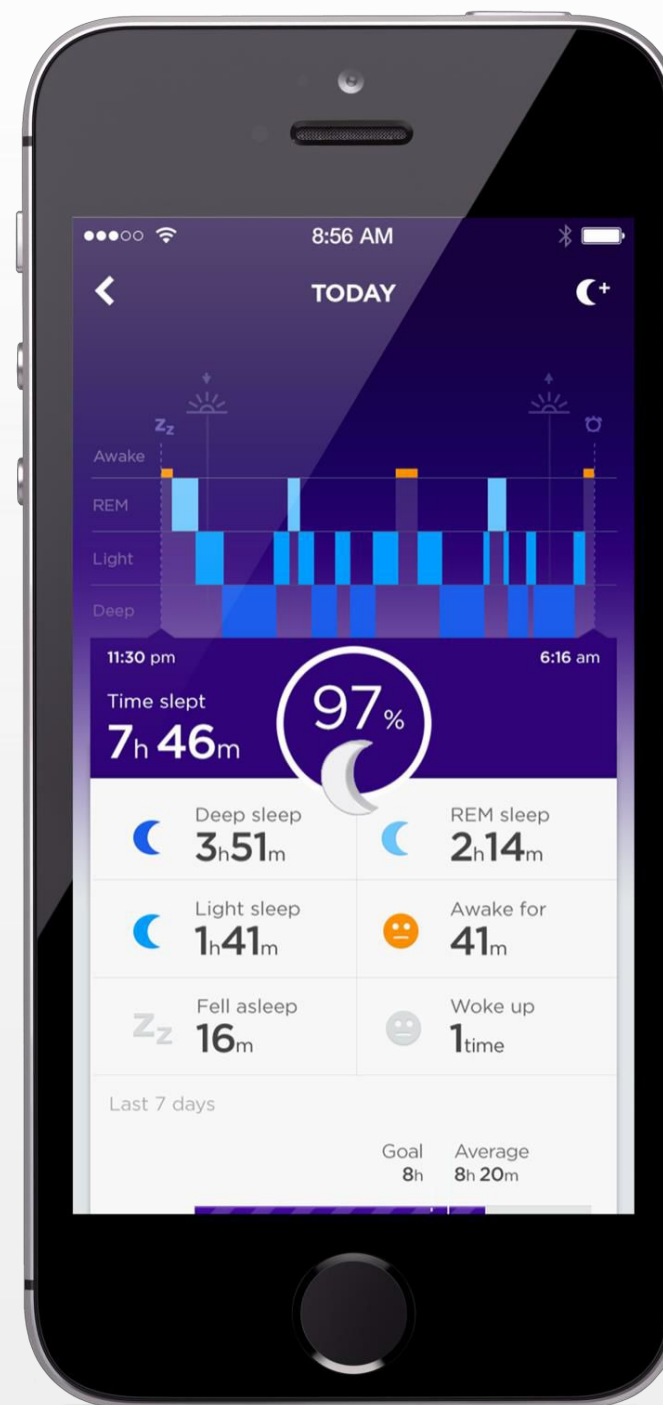 8:56 AM
TODAY
Zz
Awake
REM
Light
Deep
11:30 pm
6:16 am
Time slept
7h 46m
97%
Deep sleep
3h51m
REM sleep
2h14m
Light sleep
1h41m
Awake for
41m
Zz
Fell asleep
16m
Woke up
1time
Last 7 days
Goal
8h
Average
8h 20m